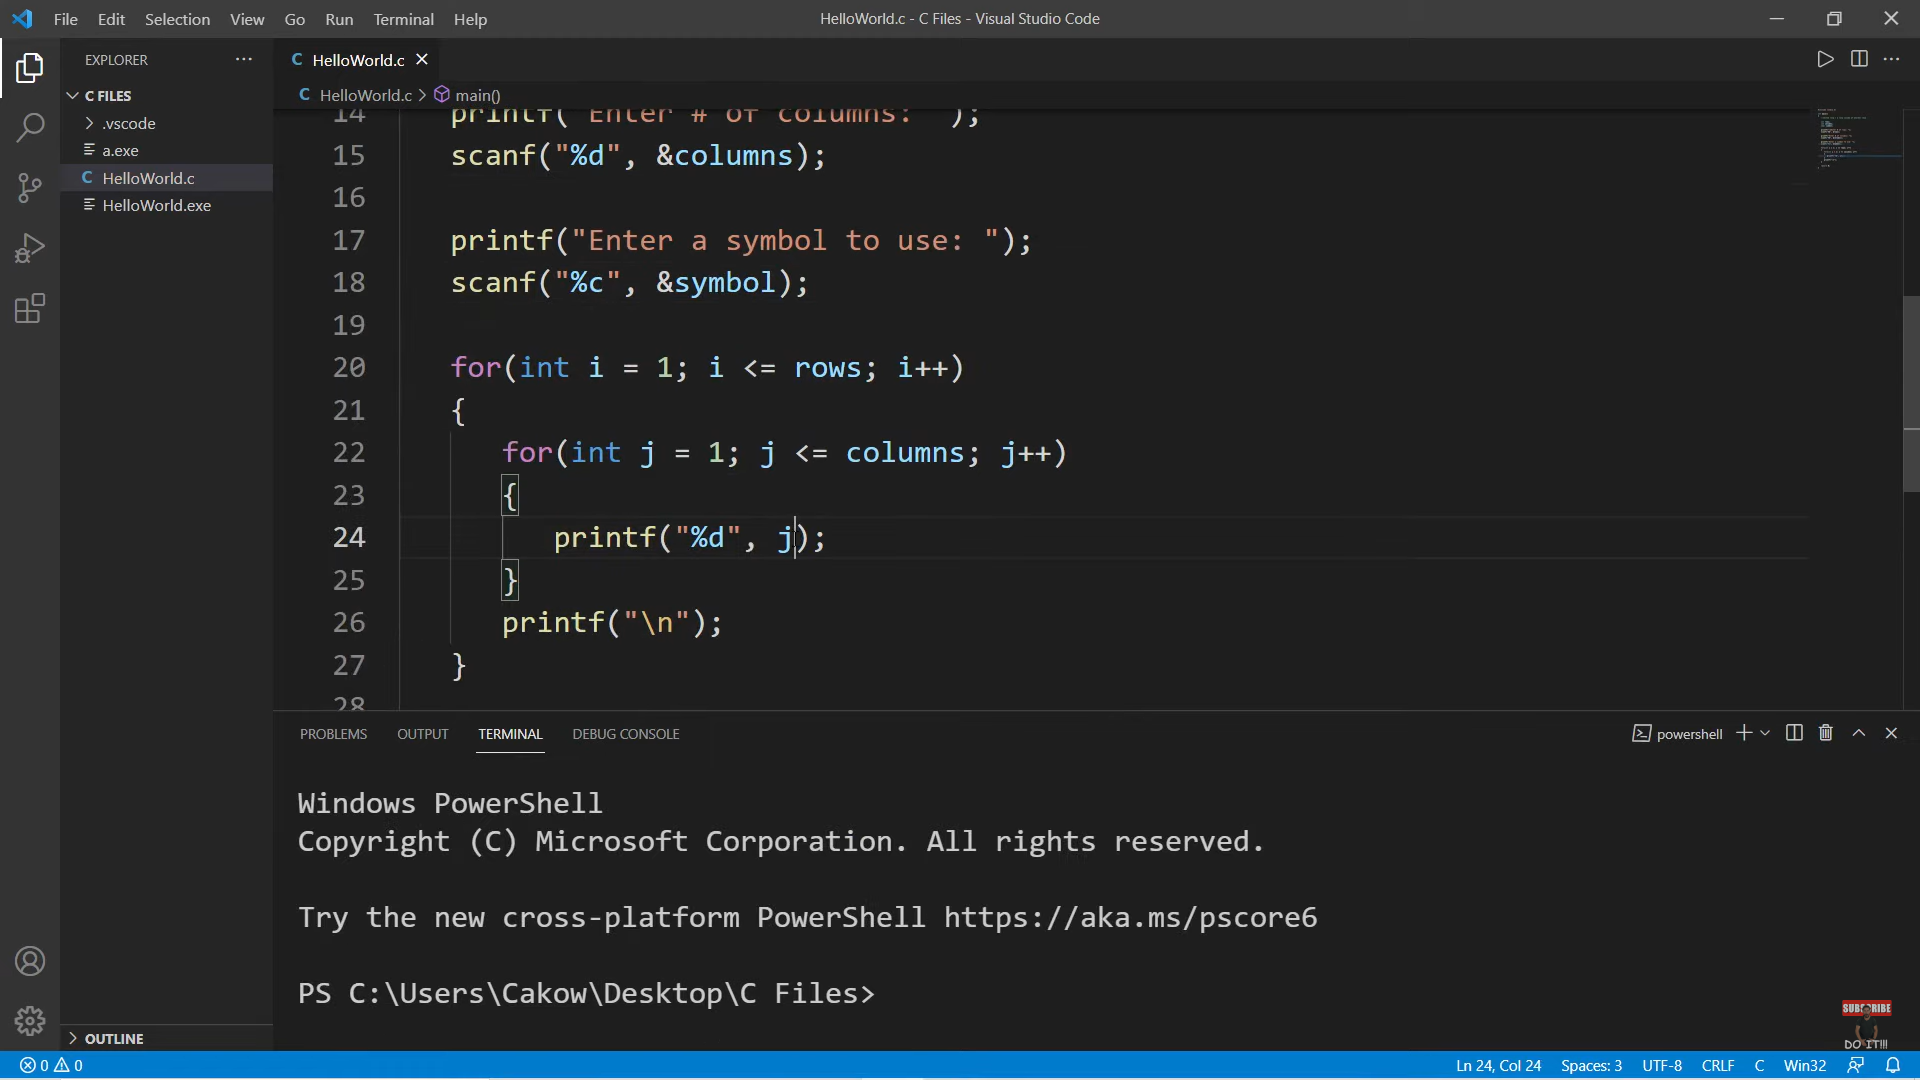 File Edit Selection View Go Run Terminal Help
HelloWorld.c - C Files - Visual Studio Code
EXPLORER
C FILES
.vscode
a.exe
C HelloWorld.c
HelloWorld.exe
OUTLINE
C HelloWorld.c
C HelloWorld.c > main()
14 printf("Enter # of columns: ");
15 scanf("%d", &columns);
16
17 printf("Enter a symbol to use: ");
18 scanf("%c", &symbol);
19
20 for(int i = 1; i <= rows; i++)
21 {
22 for(int j = 1; j <= columns; j++)
23 {
24 printf("%d", j);
25 }
26 printf("\n");
27 }
28
PROBLEMS OUTPUT TERMINAL DEBUG CONSOLE
powershell
Windows PowerShell
Copyright (C) Microsoft Corporation. All rights reserved.
Try the new cross-platform PowerShell https://aka.ms/pscore6
PS C:\Users\Cakow\Desktop\C Files>
SUBSCRIBE
DO IT!!!
0 0
Ln 24, Col 24 Spaces: 3 UTF-8 CRLF C Win32